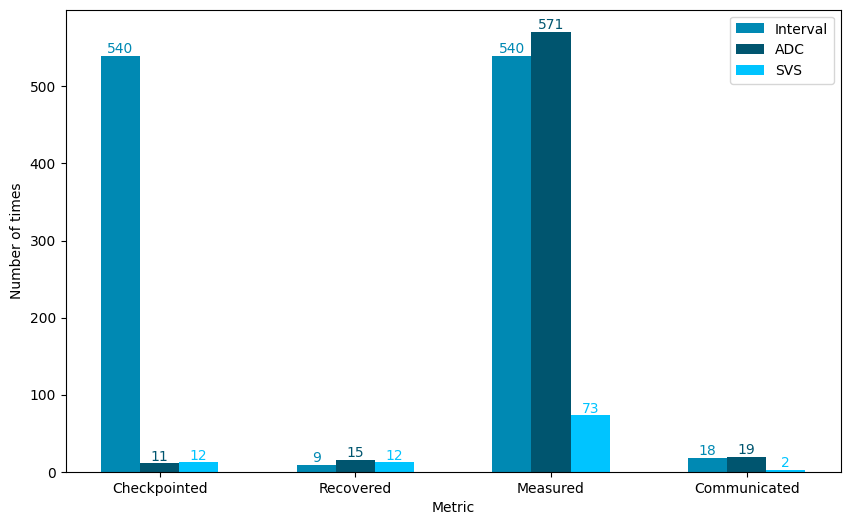 Interval
ADC
SVS
Number of times
500
400
300
200
100
0
540
11
12
9
15
12
540
571
73
18
19
2
Checkpointed
Recovered
Measured
Communicated
Metric